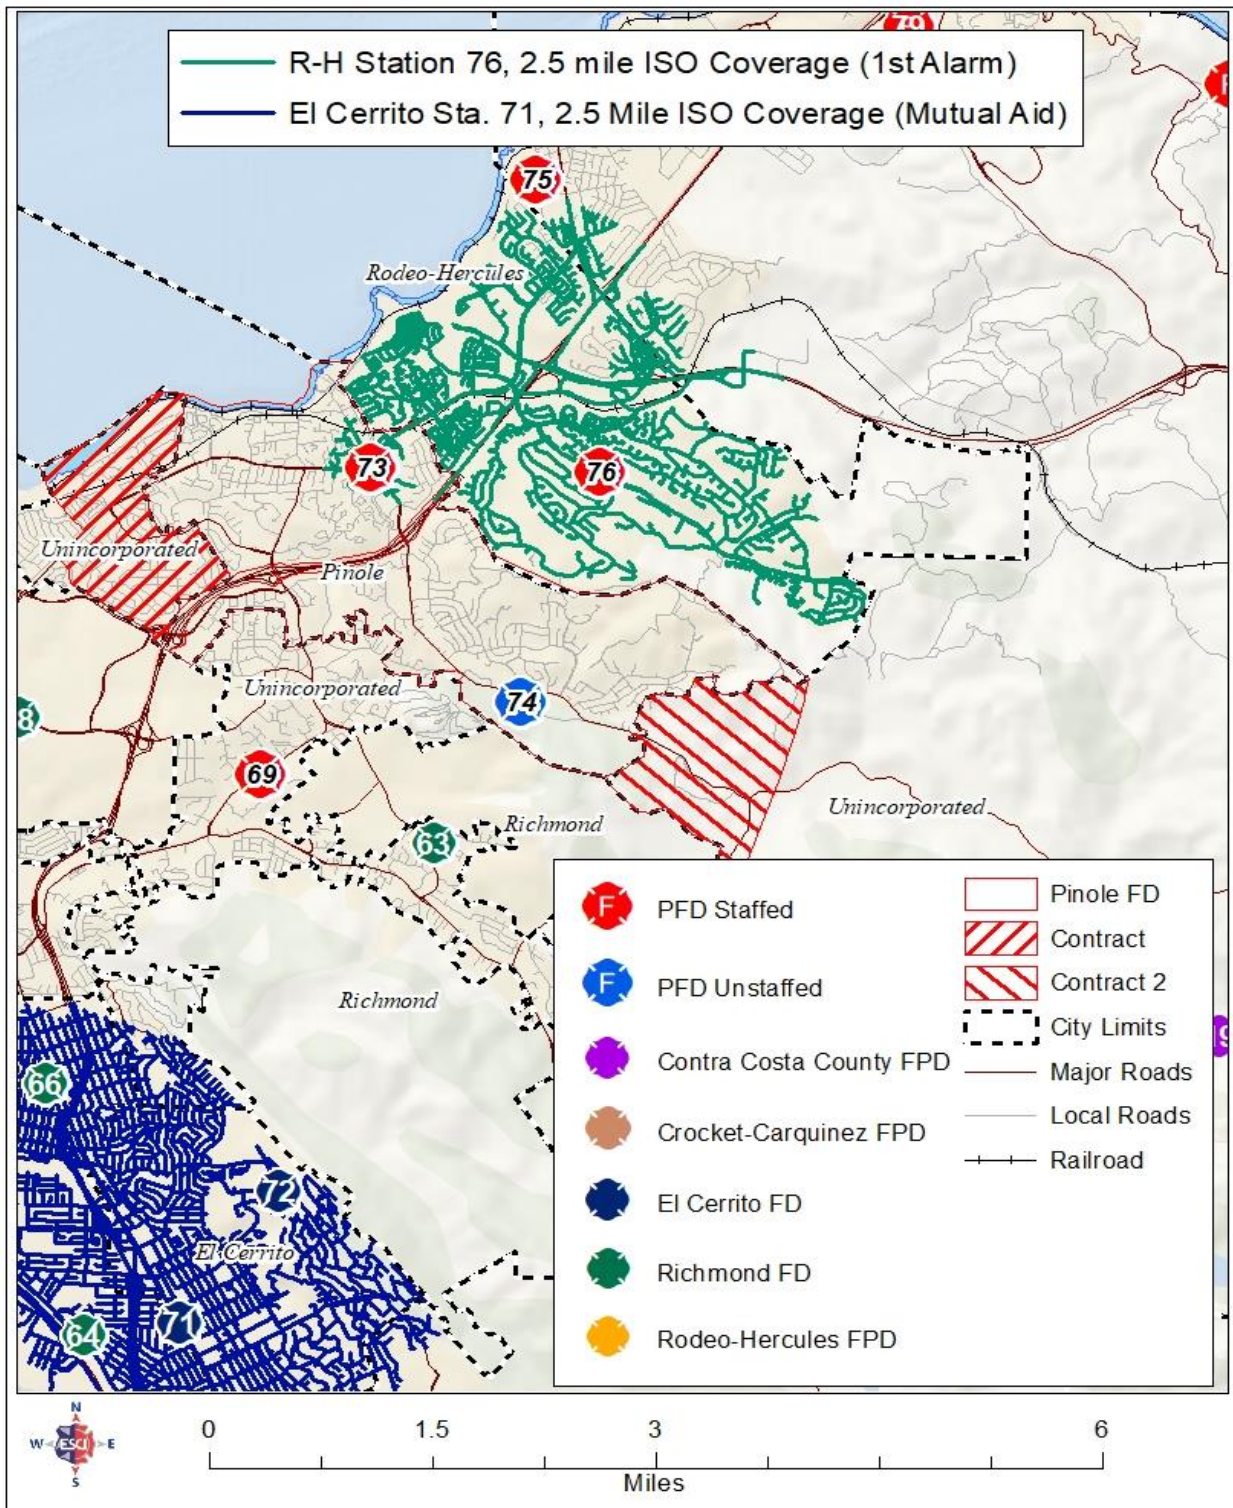 R-H Station 76, 2.5 mile ISO Coverage (1st Alarm)
El Cerrito Sta. 71, 2.5 Mile ISO Coverage (Mutual Aid)
79
F
75
Rodeo-Hercules
73
76
Unincorporated
Pinole
Unincorporated
74
8
69
Unincorporated
63
Richmond
Richmond
66
72
El Cerrito
71
64
F PFD Staffed
F PFD Unstaffed
Contra Costa County FPD
Crocket-Carquinez FPD
El Cerrito FD
Richmond FD
Rodeo-Hercules FPD
Pinole FD
Contract
Contract 2
City Limits
Major Roads
Local Roads
Railroad
N
W ESCI E
S
0 1.5 3 6
Miles